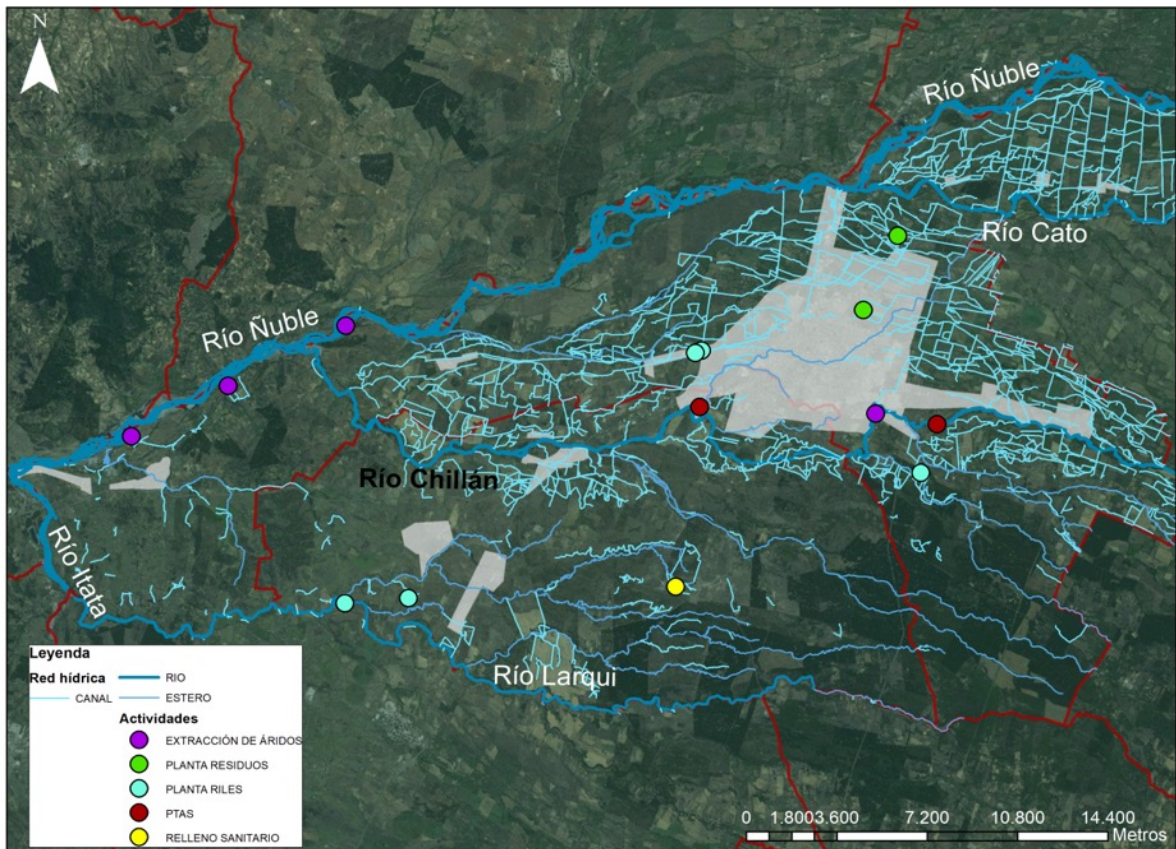 N
Río Ñuble
Río Cato
Río Ñuble
Río Chillán
Río Itata
Río Larqui
Leyenda
Red hídrica
RIO
CANAL
ESTERO
Actividades
EXTRACCIÓN DE ÁRIDOS
PLANTA RESIDUOS
PLANTA RILES
PTAS
RELLENO SANITARIO
0 1.8003.600 7.200 10.800 14.400
Metros